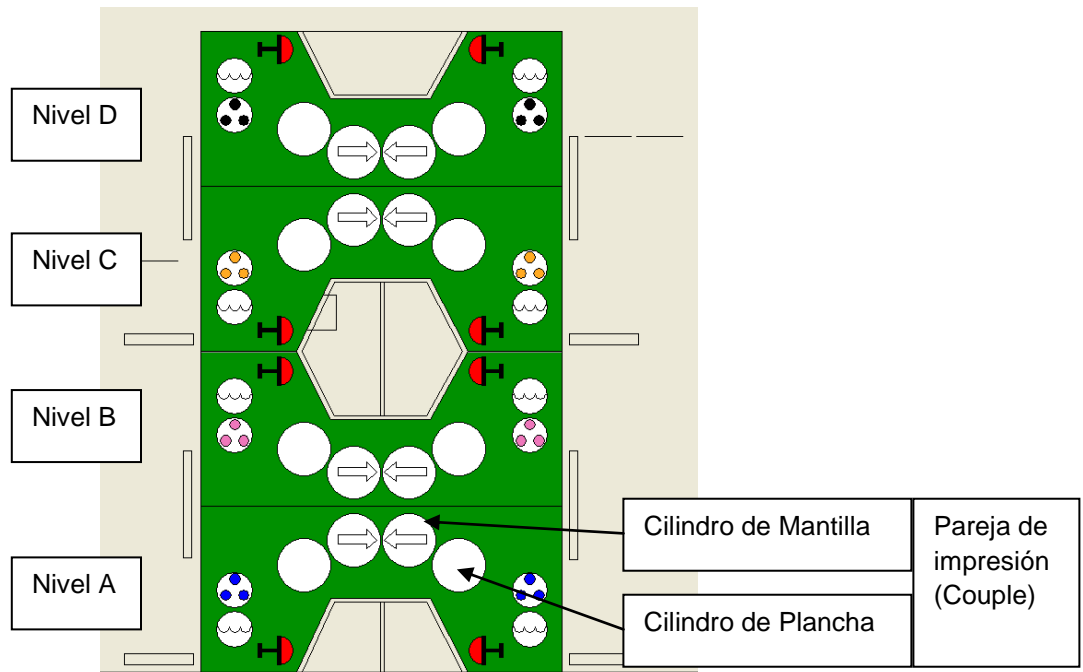 Nivel D
Nivel C
Nivel B
Nivel A
Cilindro de Mantilla
Cilindro de Plancha
Pareja de
impresión
(Couple)